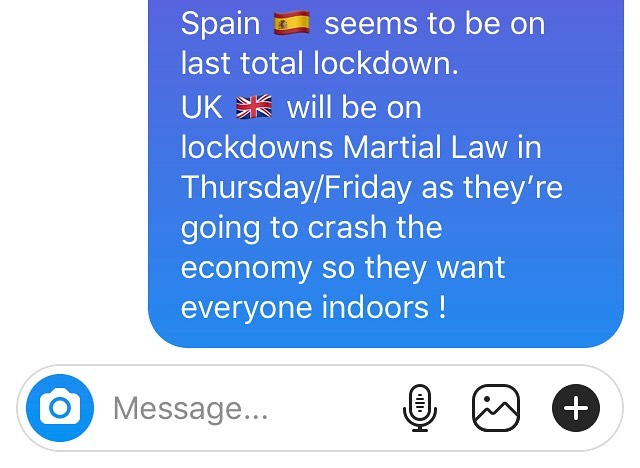 Spain 🇪🇸 seems to be on
last total lockdown.
UK 🇬🇧 will be on
lockdowns Martial Law in
Thursday/Friday as they’re
going to crash the
economy so they want
everyone indoors !
Message...